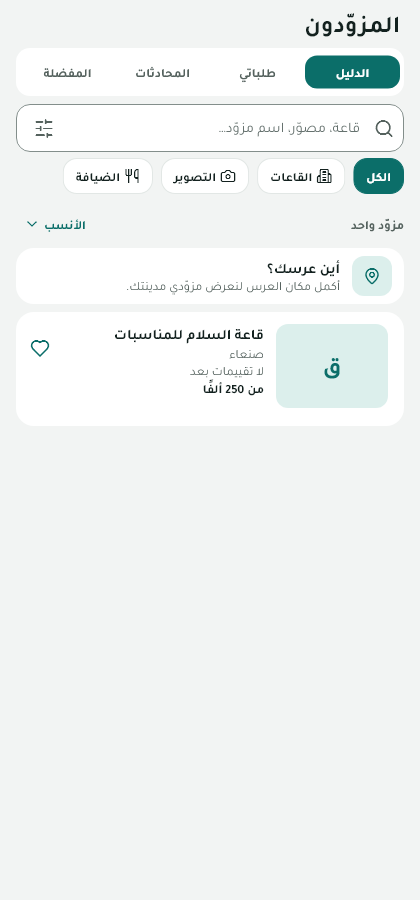 المزوّدون
الدليل
طلباتي
المحادثات
المفضلة
قاعة، مصوّر، اسم مزوّد…
الكل
القاعات
التصوير
الضيافة
مزوّد واحد
الأنسب
أين عرسك؟
أكمل مكان العرس لنعرض مزوّدي مدينتك.
ق
قاعة السلام للمناسبات
صنعاء
لا تقييمات بعد
من 250 ألفًا